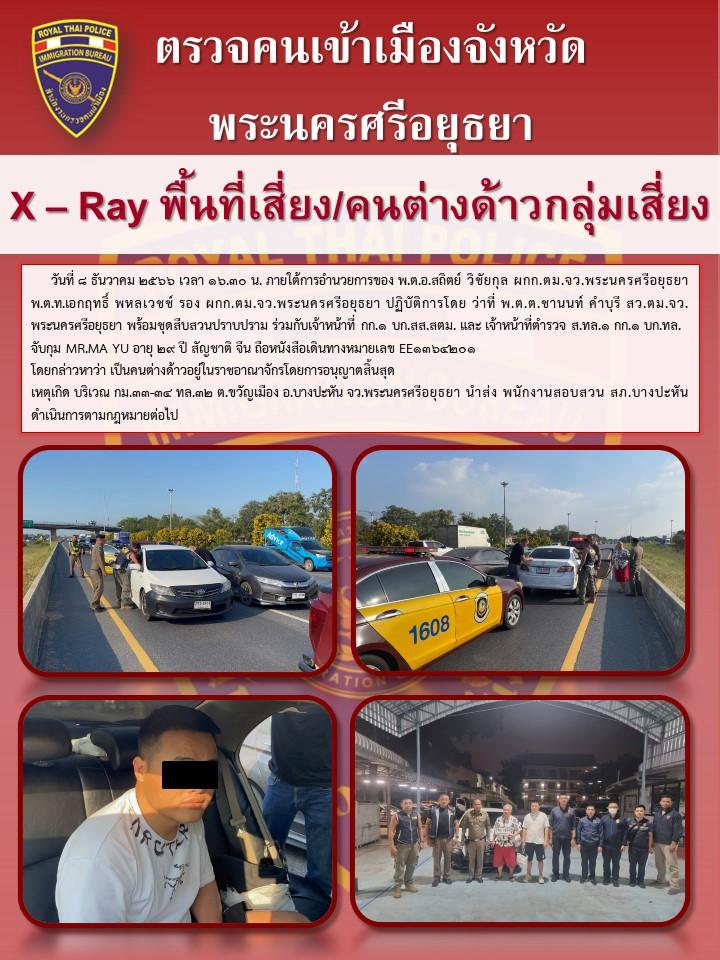 ROYAL THAI POLICE
IMMIGRATION BUREAU
สำนักงานตรวจคนเข้าเมือง
ตรวจคนเข้าเมืองจังหวัด
พระนครศรีอยุธยา
X – Ray พื้นที่เสี่ยง/คนต่างด้าวกลุ่มเสี่ยง
วันที่ ๘ ธันวาคม ๒๕๖๖ เวลา ๑๖.๓๐ น. ภายใต้การอำนวยการของ พ.ต.อ.สถิตย์ วิชัยกุล ผกก.ตม.จว.พระนครศรีอยุธยา
พ.ต.ท.เอกฤทธิ์ พหลเวชช์ รอง ผกก.ตม.จว.พระนครศรีอยุธยา ปฏิบัติการโดย ว่าที่ พ.ต.ต.ชานนท์ คำบุรี สว.ตม.จว.
พระนครศรีอยุธยา พร้อมชุดสืบสวนปราบปราม ร่วมกับเจ้าหน้าที่ กก.๑ บก.สส.สตม. และ เจ้าหน้าที่ตำรวจ ส.ทล.๑ กก.๑ บก.ทล.
จับกุม MR.MA YU อายุ ๒๙ ปี สัญชาติ จีน ถือหนังสือเดินทางหมายเลข EE๑๓๖๔๒๐๑
โดยกล่าวหาว่า เป็นคนต่างด้าวอยู่ในราชอาณาจักรโดยการอนุญาตสิ้นสุด
เหตุเกิด บริเวณ กม.๓๓-๓๔ ทล.๓๒ ต.ขวัญเมือง อ.บางปะหัน จว.พระนครศรีอยุธยา นำส่ง พนักงานสอบสวน สภ.บางปะหัน
ดำเนินการตามกฎหมายต่อไป
ADVICE
1608